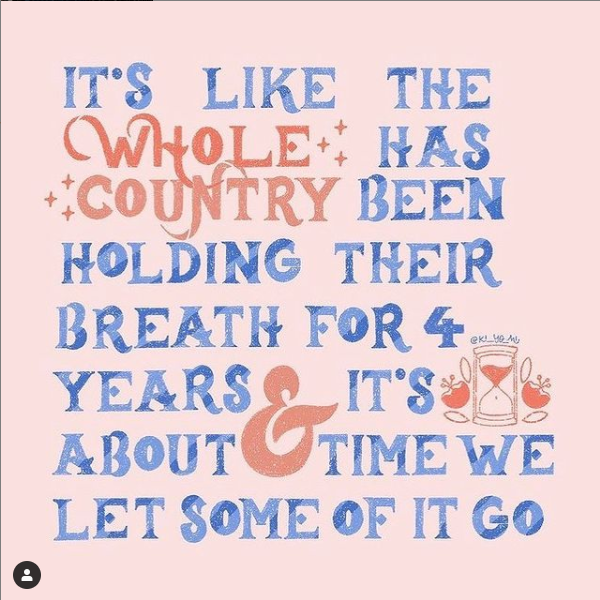 IT'S LIKE THE
WHOLE HAS
COUNTRY BEEN
HOLDING THEIR
BREATH FOR 4
YEARS & IT'S
ABOUT TIME WE
LET SOME OF IT GO